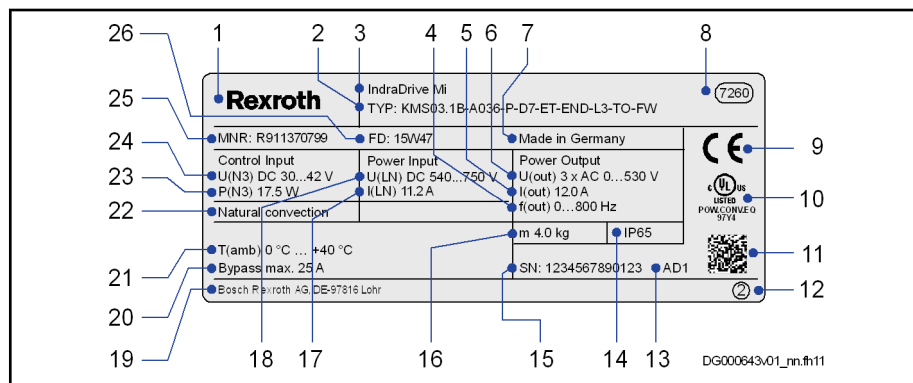 26 1 2 3 4 5 6 7 8
Rexroth
IndraDrive Mi
TYP: KMS03.1B-A036-P-D7-ET-END-L3-TO-FW
7260
25 MNR: R911370799
FD: 15W47
Made in Germany
24 23 22
Control Input
U(N3) DC 30...42 V
P(N3) 17.5 W
Natural convection
Power Input
U(LN) DC 540...750 V
I(LN) 11.2 A
Power Output
U(out) 3 x AC 0...530 V
I(out) 12.0 A
f(out) 0...800 Hz
m 4.0 kg
IP65
CE 9
C UL US 10
LISTED
POW.CONV.EQ
97Y4
11
21 T(amb) 0 °C ... +40 °C
20 Bypass max. 25 A
SN: 1234567890123
AD1
19 Bosch Rexroth AG, DE-97816 Lohr
2 12
18 17 16 15 14 13
DG000643v01_nn.fh11